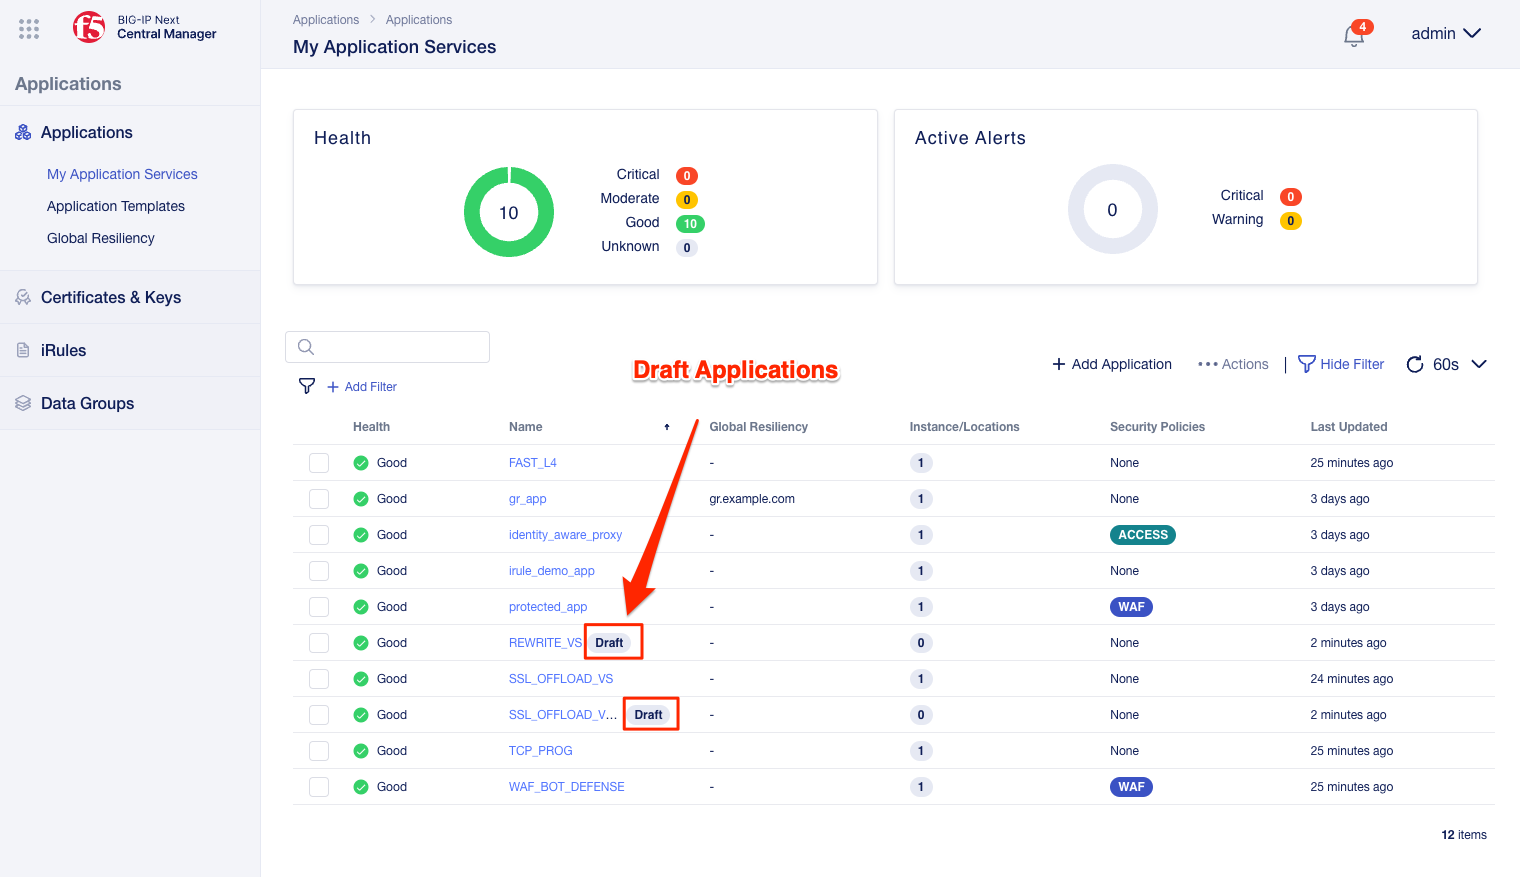 BIG-IP Next
Central Manager
Applications
Applications
My Application Services
Application Templates
Global Resiliency
Certificates & Keys
iRules
Data Groups
Applications > Applications
My Application Services
4
admin
Health
10
Critical 0
Moderate 0
Good 10
Unknown 0
Active Alerts
0
Critical 0
Warning 0
Draft Applications
+ Add Application ••• Actions | Hide Filter 60s
+ Add Filter
Health Name Global Resiliency Instance/Locations Security Policies Last Updated
Good FAST_L4 - 1 None 25 minutes ago
Good gr_app gr.example.com 1 None 3 days ago
Good identity_aware_proxy - 1 ACCESS 3 days ago
Good irule_demo_app - 1 None 3 days ago
Good protected_app - 1 WAF 3 days ago
Good REWRITE_VS Draft - 0 None 2 minutes ago
Good SSL_OFFLOAD_VS - 1 None 24 minutes ago
Good SSL_OFFLOAD_V... Draft - 0 None 2 minutes ago
Good TCP_PROG - 1 None 25 minutes ago
Good WAF_BOT_DEFENSE - 1 WAF 25 minutes ago
12 items